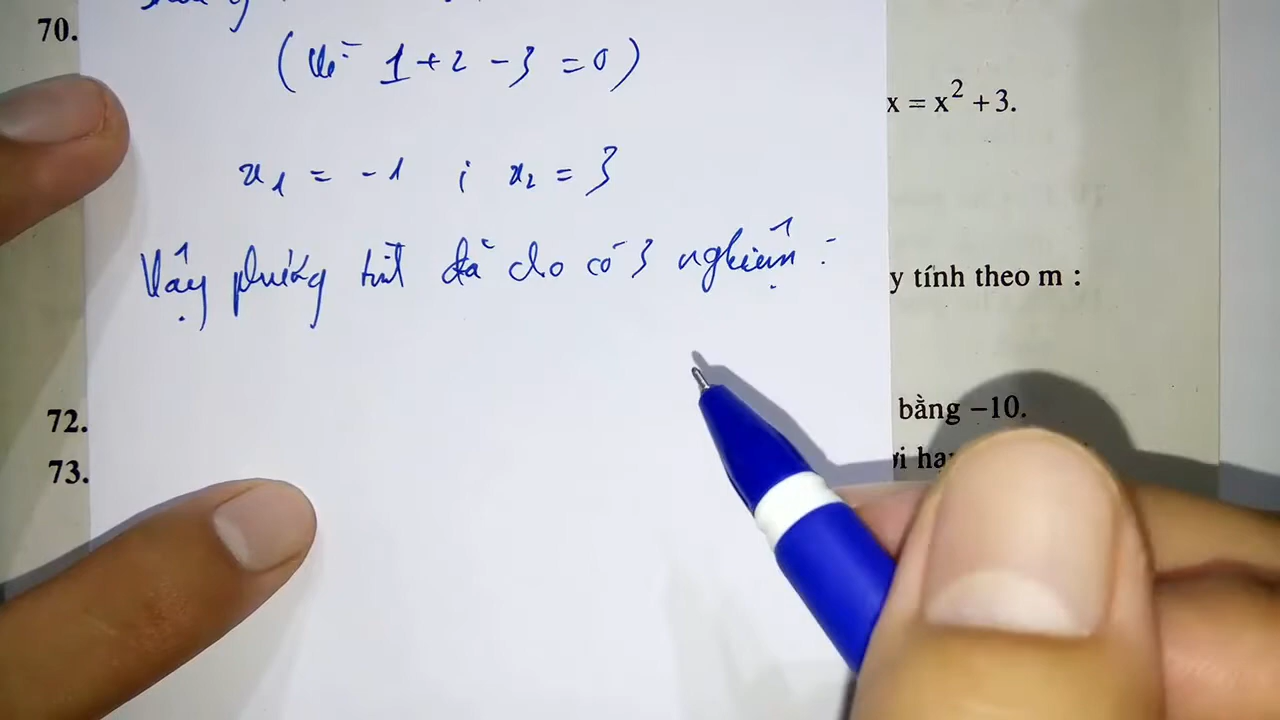 70.
(Vì 1 + 2 - 3 = 0)
x = x² + 3.
x₁ = -1 ; x₂ = 3
Vậy phương trình đã cho có 3 nghiệm :
y tính theo m :
72.
bằng −10.
73.